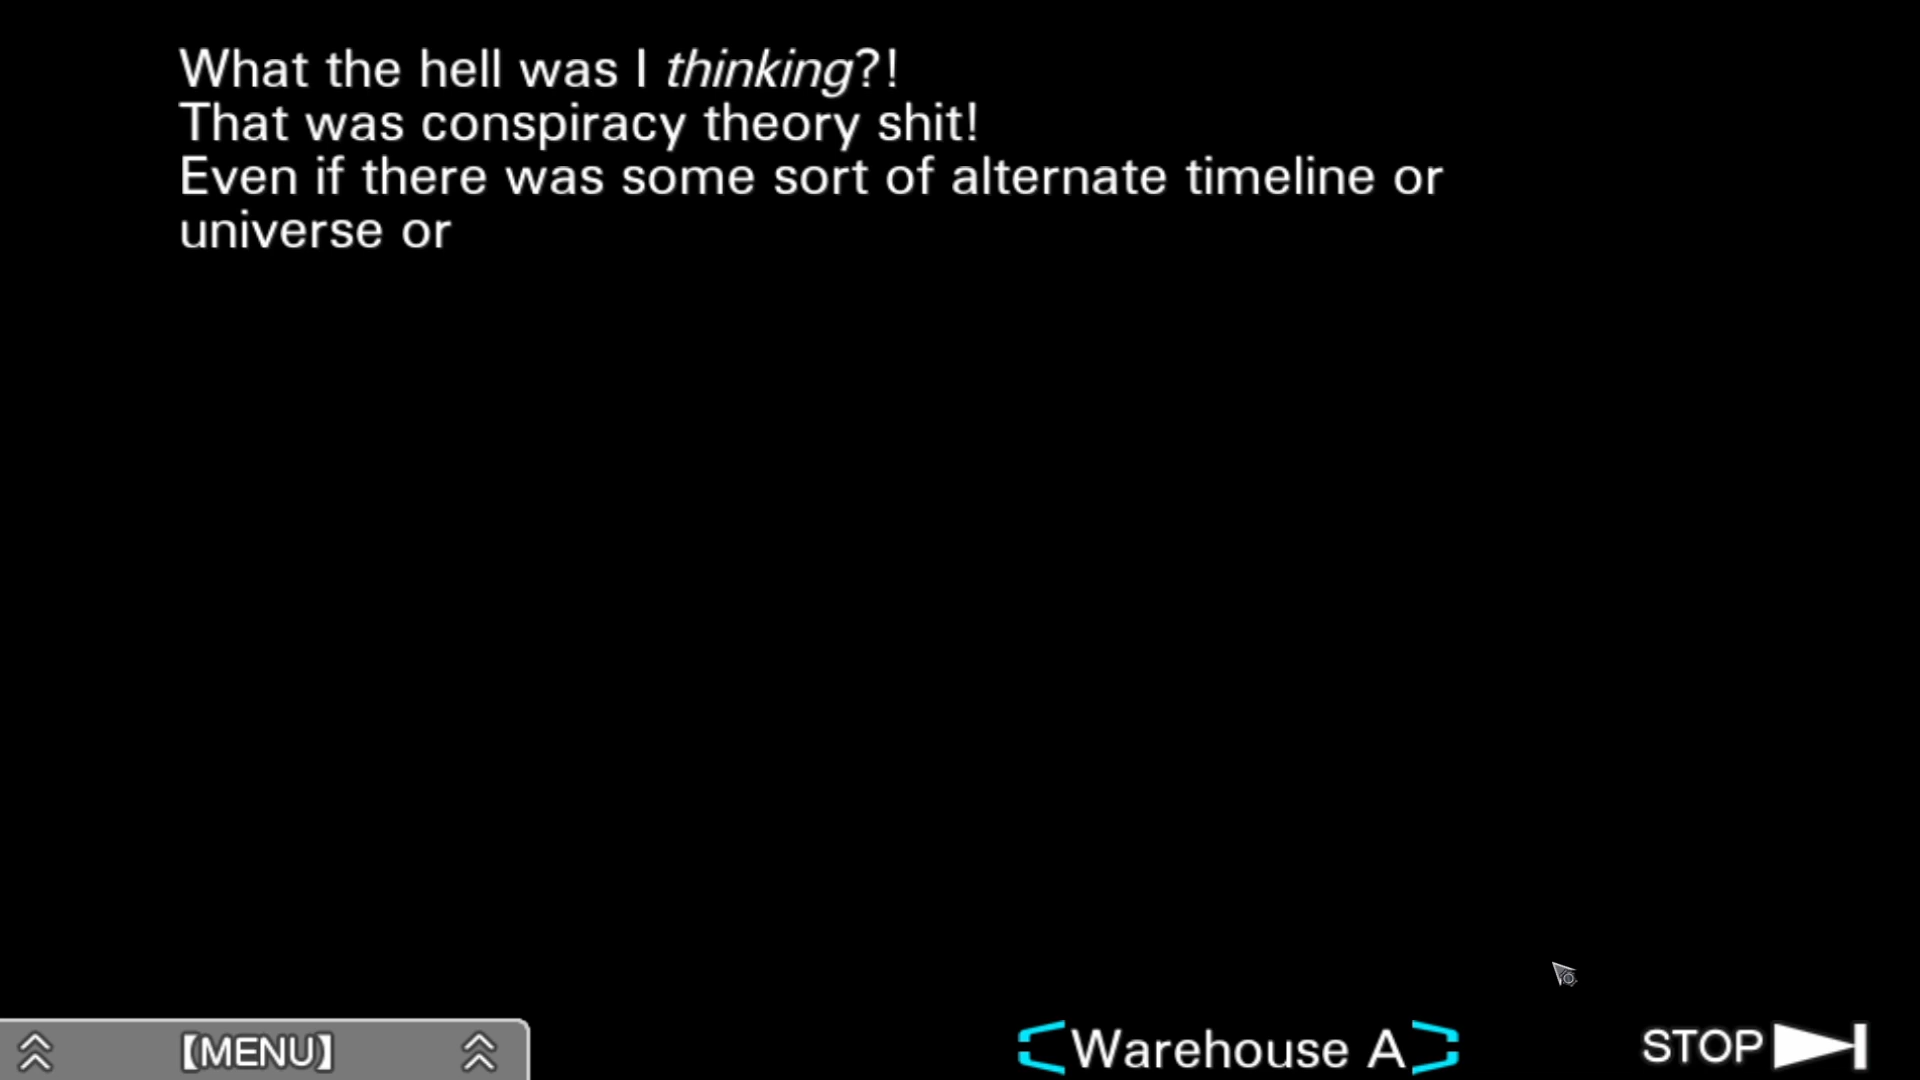 What the hell was I thinking?!
That was conspiracy theory shit!
Even if there was some sort of alternate timeline or
universe or
【MENU】
Warehouse A
STOP